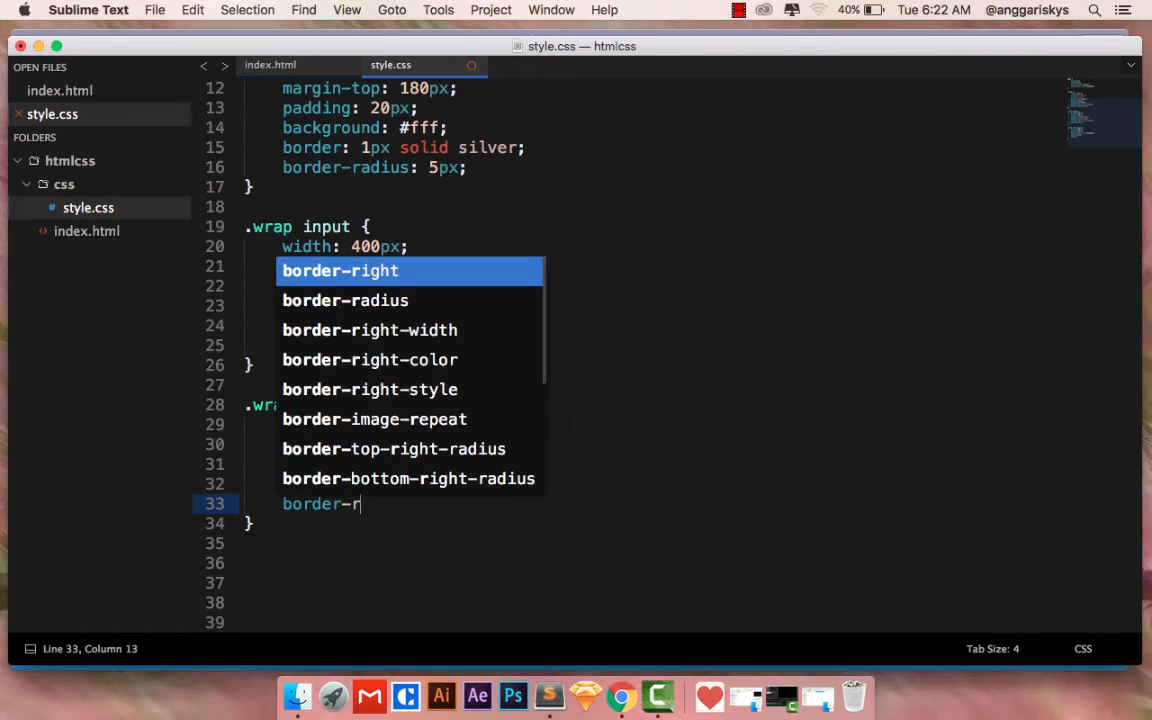 Sublime Text File Edit Selection Find View Goto Tools Project Window Help 40% Tue 6:22 AM @anggariskys
style.css — htmlcss
OPEN FILES
index.html
style.css
FOLDERS
htmlcss
css
style.css
index.html
index.html style.css
12 margin-top: 180px;
13 padding: 20px;
14 background: #fff;
15 border: 1px solid silver;
16 border-radius: 5px;
17 }
18
19 .wrap input {
20 width: 400px;
21 border-right
22 border-radius
23 border-right-width
24 border-right-color
25
26 }
27 border-right-style
28 .wra border-image-repeat
29
30 border-top-right-radius
31
32 border-bottom-right-radius
33 border-r
34 }
35
36
37
38
39
Line 33, Column 13 Tab Size: 4 CSS
Ai Ae Ps S C